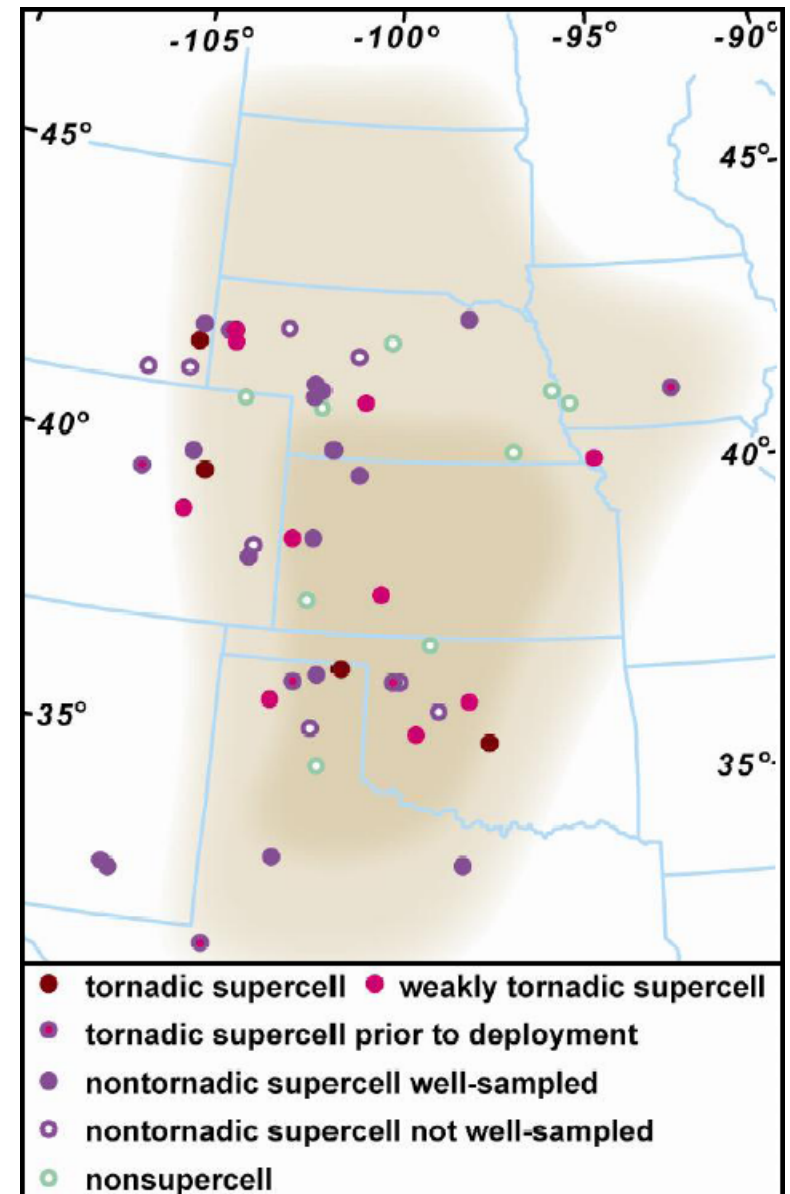 -105° -100° -95° -90°
45° 45°
40° 40°
35° 35°
tornadic supercell weakly tornadic supercell
tornadic supercell prior to deployment
nontornadic supercell well-sampled
nontornadic supercell not well-sampled
nonsupercell